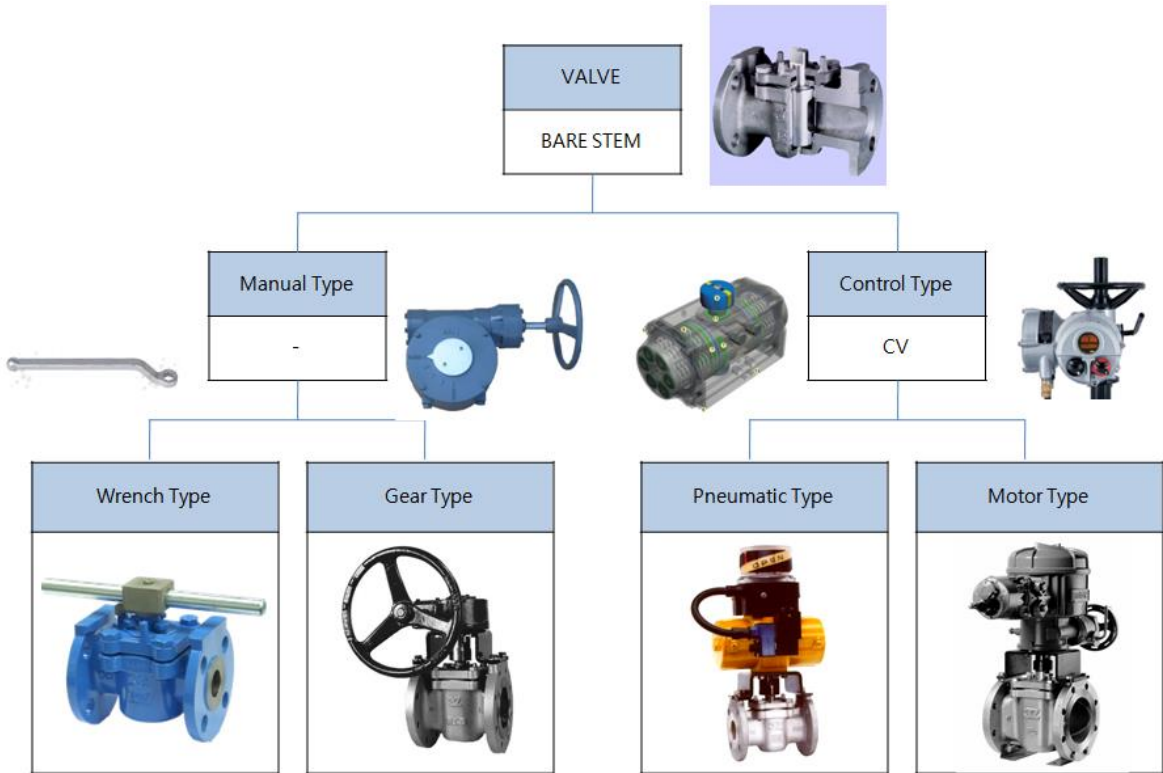 VALVE
BARE STEM
Manual Type
-
Control Type
CV
Wrench Type
Gear Type
Pneumatic Type
Motor Type